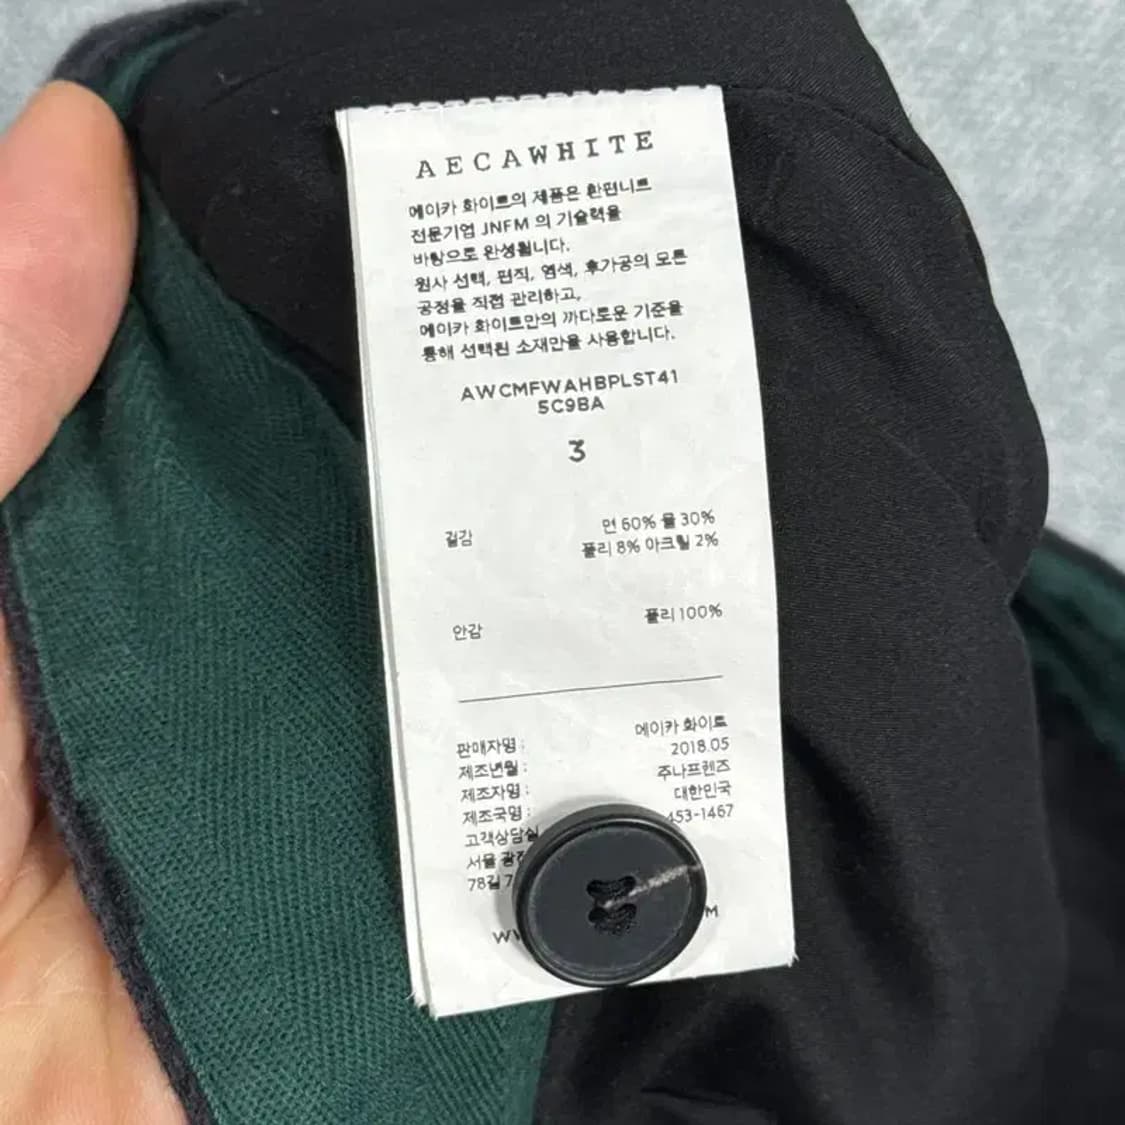 AECAWHITE
에이카 화이트의 제품은 환편니트
전문기업 JNFM 의 기술력을
바탕으로 완성됩니다.
원사 선택, 편직, 염색, 후가공의 모든
공정을 직접 관리하고,
에이카 화이트만의 까다로운 기준을
통해 선택된 소재만을 사용합니다.
AWCMFWAHBPLST41
5C9BA
3
겉감 면 60% 울 30%
폴리 8% 아크릴 2%
안감 폴리 100%
판매자명 : 에이카 화이트
제조년월 : 2018.05
제조자명 : 주나프렌즈
제조국명 : 대한민국
고객상담실 453-1467
서울
78길 7